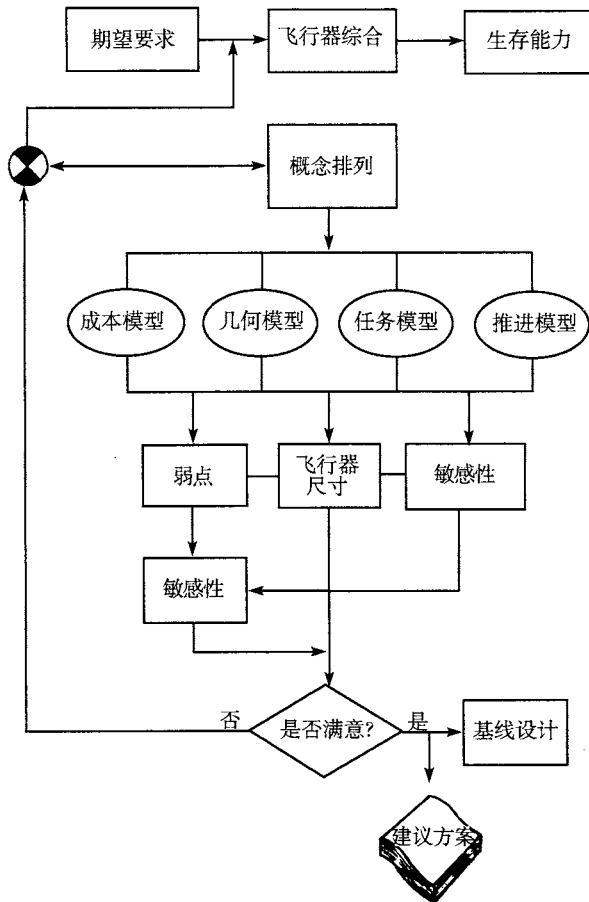 期望要求
飞行器综合
生存能力
概念排列
成本模型
几何模型
任务模型
推进模型
弱点
飞行器
尺寸
敏感性
敏感性
否
是否满意?
是
基线设计
建议方案